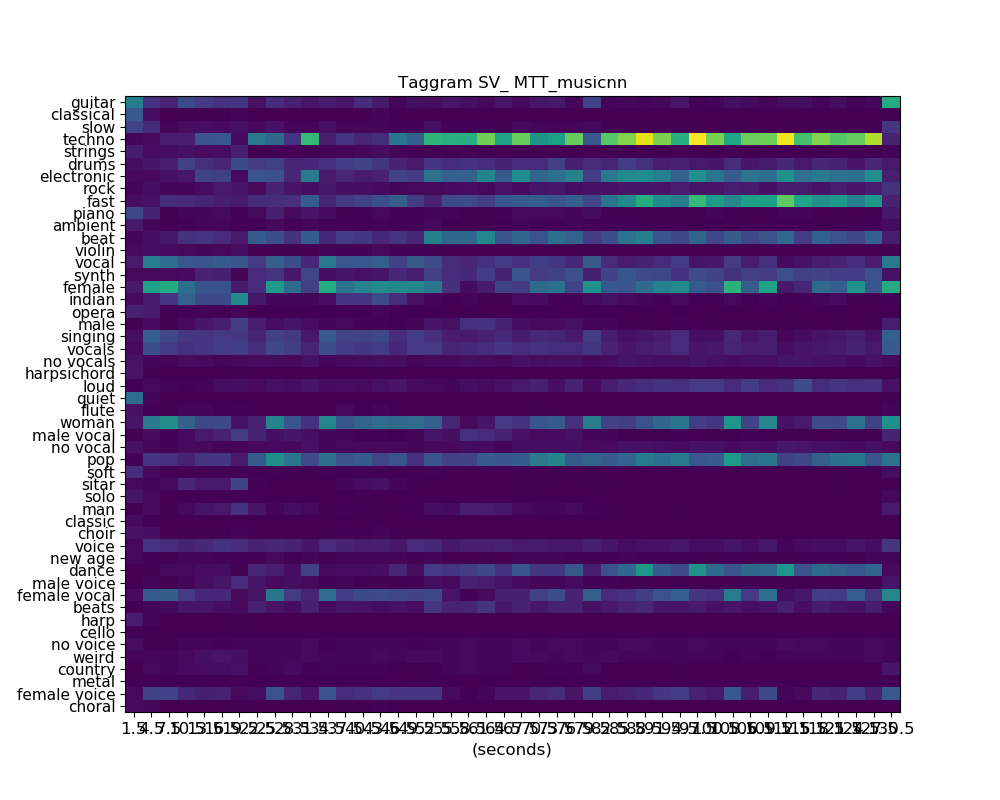 Taggram SV_ MTT_musicnn
guitar
classical
slow
techno
strings
drums
electronic
rock
fast
piano
ambient
beat
violin
vocal
synth
female
indian
opera
male
singing
vocals
no vocals
harpsichord
loud
quiet
flute
woman
male vocal
no vocal
pop
soft
sitar
solo
man
classic
choir
voice
new age
dance
male voice
female vocal
beats
harp
cello
no voice
weird
country
metal
female voice
choral
(seconds)